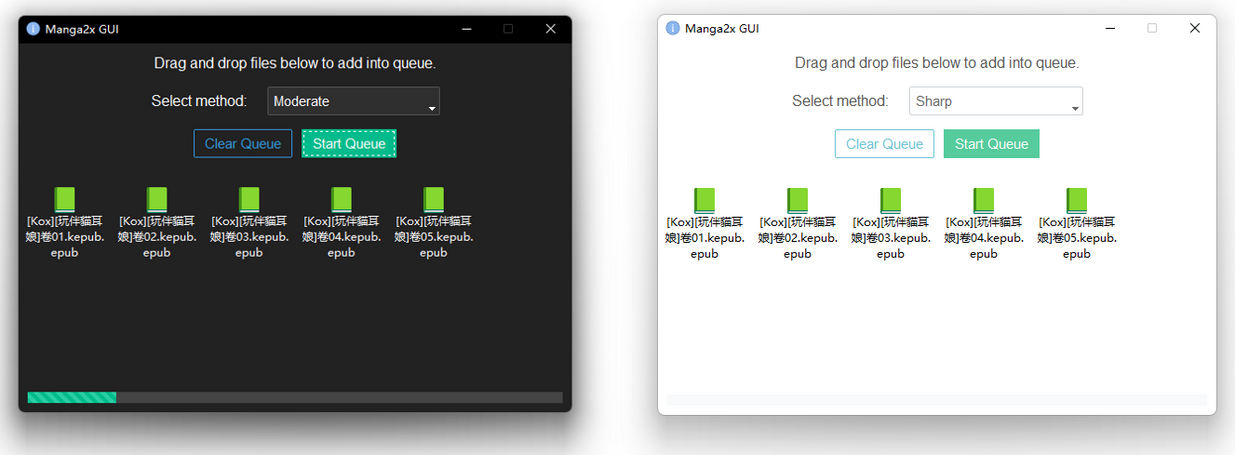 Manga2x GUI
Drag and drop files below to add into queue.
Select method:
Moderate
Clear Queue
Start Queue
[Kox][玩伴貓耳
娘]卷01.kepub.
epub
[Kox][玩伴貓耳
娘]卷02.kepub.
epub
[Kox][玩伴貓耳
娘]卷03.kepub.
epub
[Kox][玩伴貓耳
娘]卷04.kepub.
epub
[Kox][玩伴貓耳
娘]卷05.kepub.
epub
Manga2x GUI
Drag and drop files below to add into queue.
Select method:
Sharp
Clear Queue
Start Queue
[Kox][玩伴貓耳
娘]卷01.kepub.
epub
[Kox][玩伴貓耳
娘]卷02.kepub.
epub
[Kox][玩伴貓耳
娘]卷03.kepub.
epub
[Kox][玩伴貓耳
娘]卷04.kepub.
epub
[Kox][玩伴貓耳
娘]卷05.kepub.
epub